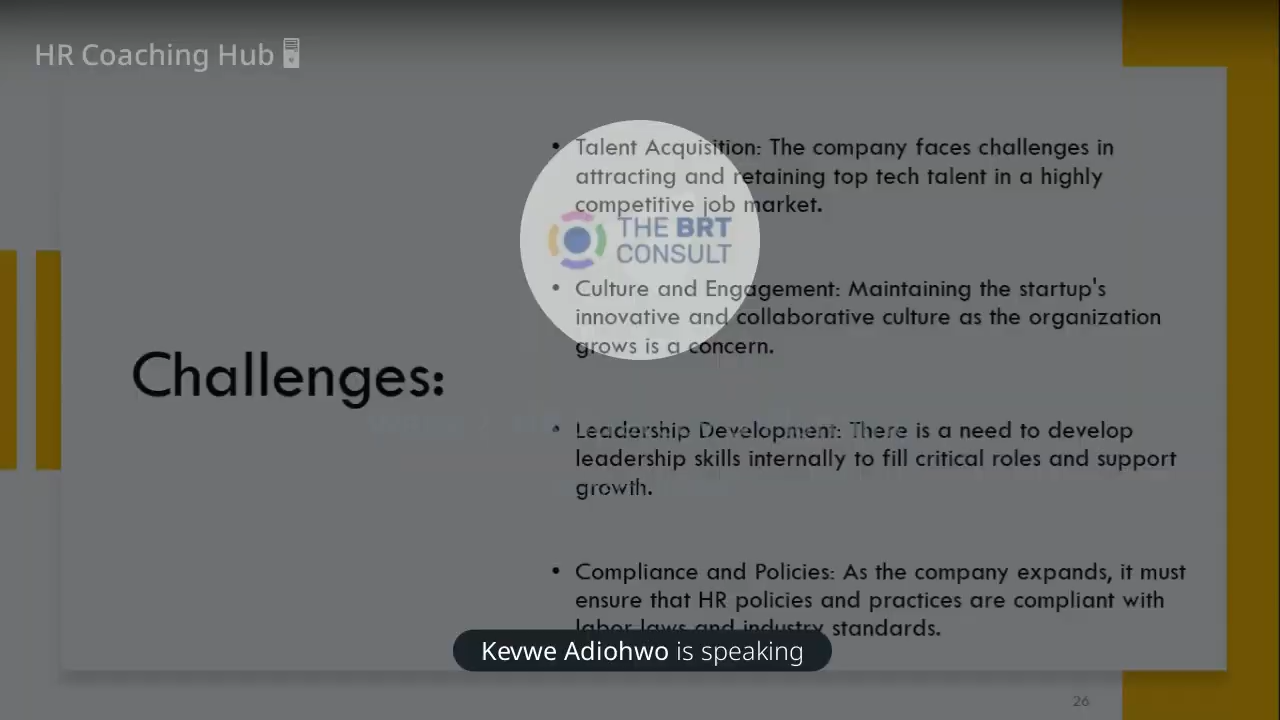 HR Coaching Hub
Challenges:
• Talent Acquisition: The company faces challenges in
attracting and retaining top tech talent in a highly
competitive job market.
THE BRT
CONSULT
• Culture and Engagement: Maintaining the startup's
innovative and collaborative culture as the organization
grows is a concern.
• Leadership Development: There is a need to develop
leadership skills internally to fill critical roles and support
growth.
• Compliance and Policies: As the company expands, it must
ensure that HR policies and practices are compliant with
labor laws and industry standards.
Kevwe Adiohwo is speaking
26